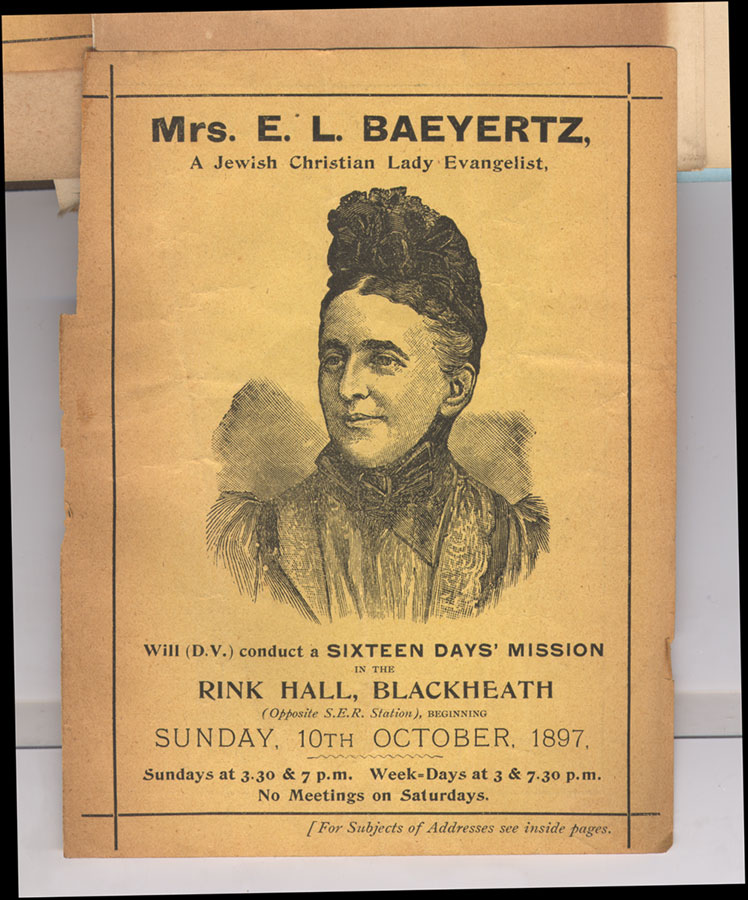 Mrs. E. L. BAEYERTZ,
A Jewish Christian Lady Evangelist,
Will (D.V.) conduct a SIXTEEN DAYS' MISSION
IN THE
RINK HALL, BLACKHEATH
(Opposite S.E.R. Station), BEGINNING
SUNDAY, 10TH OCTOBER, 1897,
Sundays at 3.30 & 7 p.m. Week-Days at 3 & 7.30 p.m.
No Meetings on Saturdays.
[For Subjects of Addresses see inside pages.